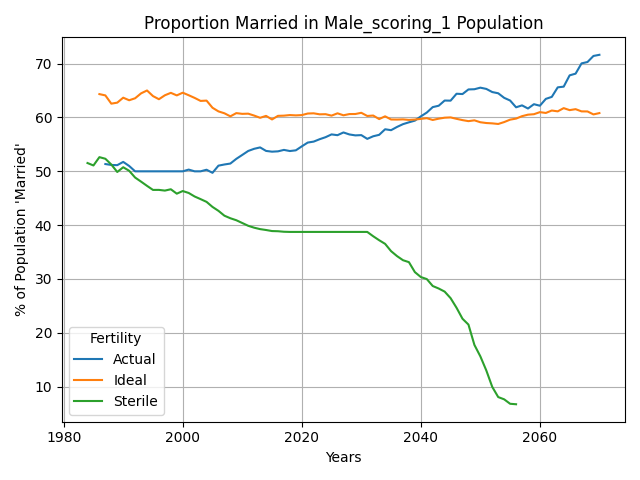 Proportion Married in Male_scoring_1 Population
% of Population 'Married'
70
60
50
40
30
20
10
Fertility
Actual
Ideal
Sterile
1980
2000
2020
2040
2060
Years